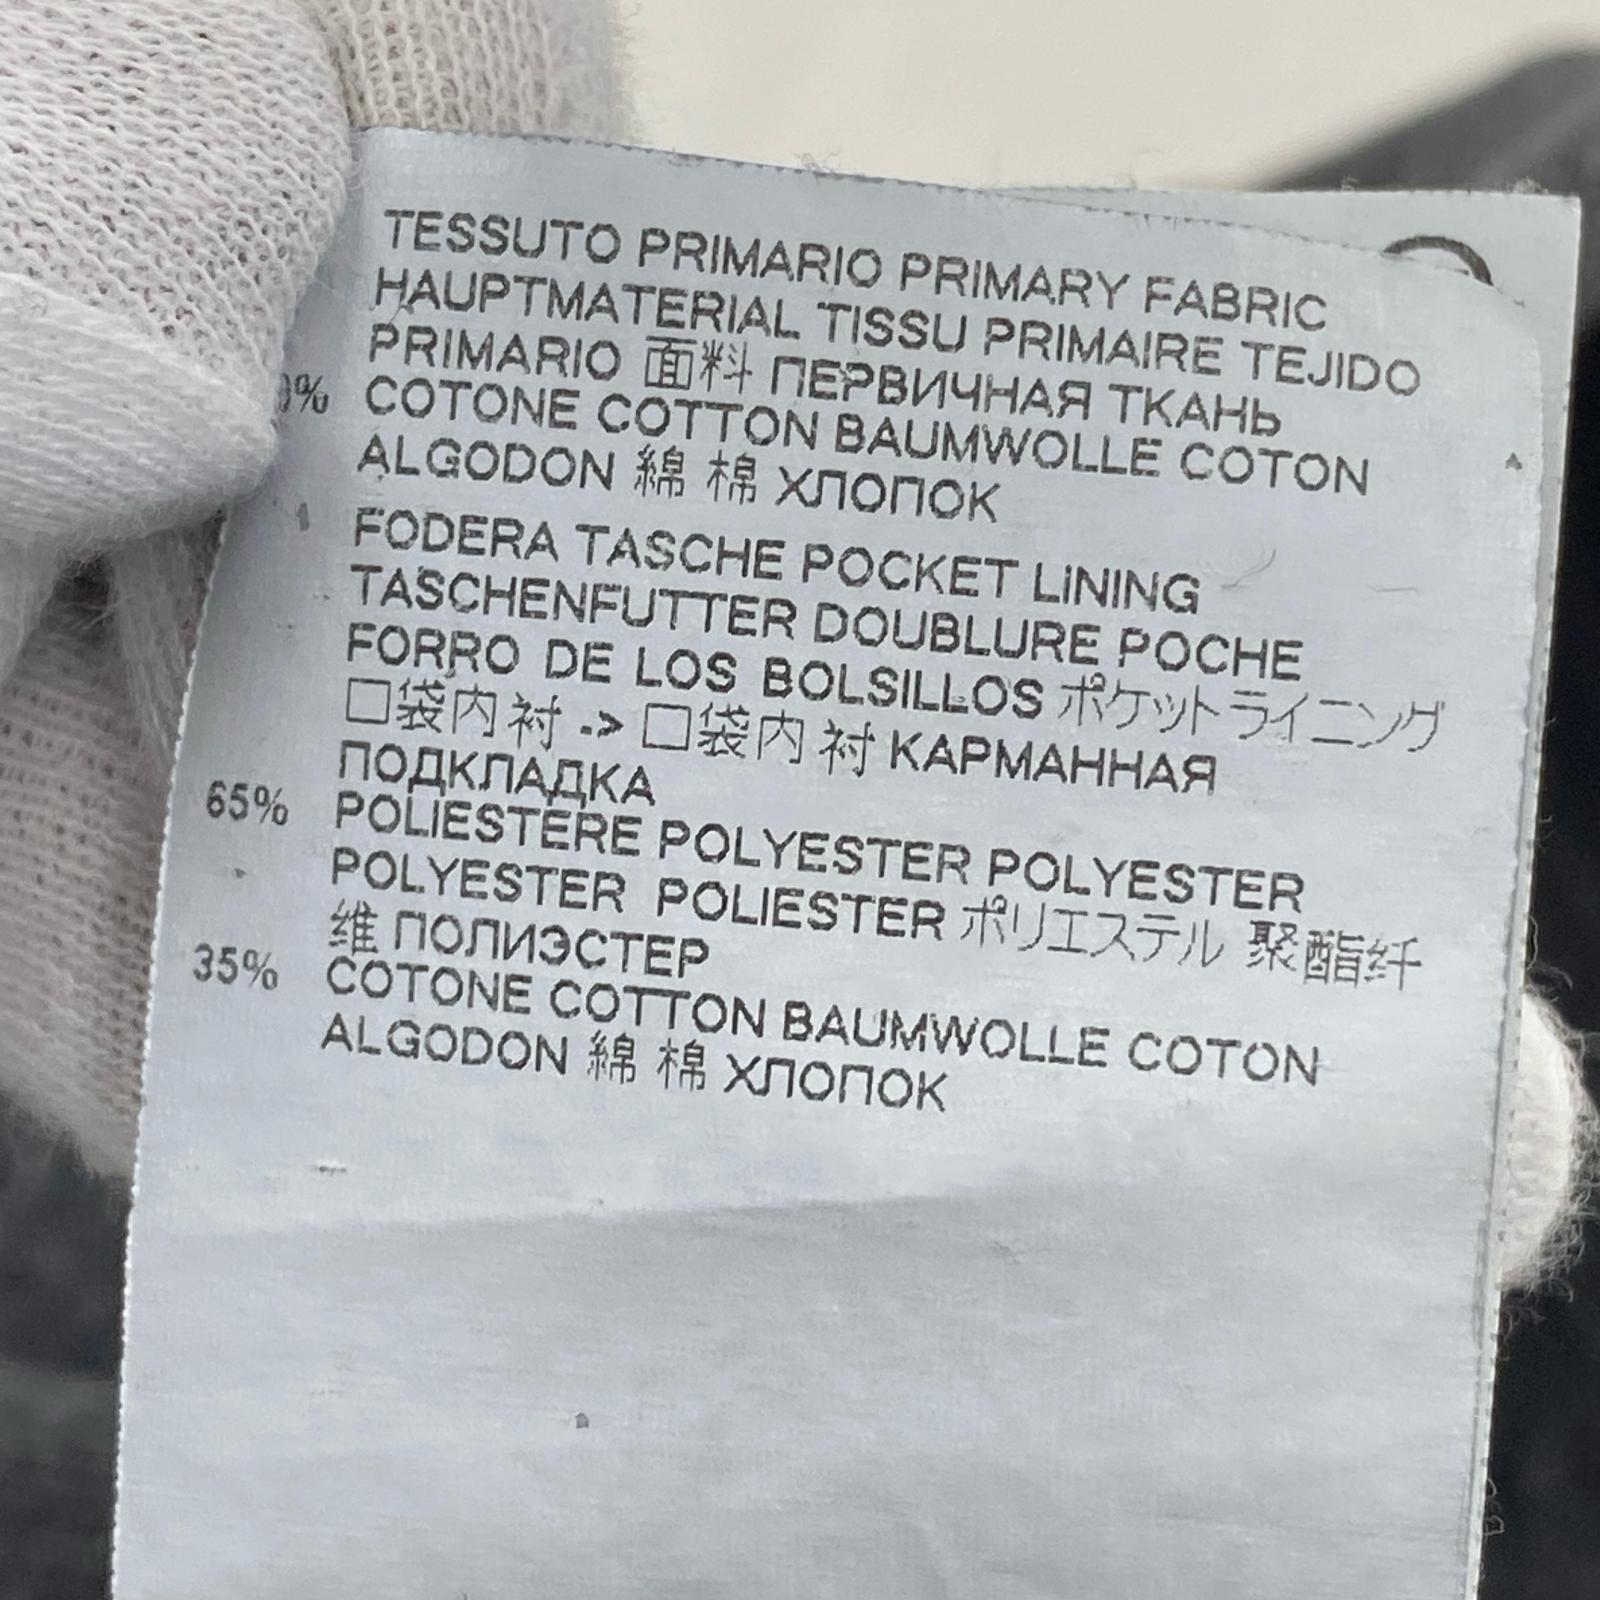 TESSUTO PRIMARIO PRIMARY FABRIC
HAUPTMATERIAL TISSU PRIMAIRE TEJIDO
PRIMARIO 面料 ПЕРВИЧНАЯ ТКАНЬ
COTONE COTTON BAUMWOLLE COTON
ALGODON 綿 棉 ХЛОПОК
FODERA TASCHE POCKET LINING
TASCHENFUTTER DOUBLURE POCHE
FORRO DE LOS BOLSILLOS ポケットライニング
口袋内衬 -> 口袋内衬 КАРМАННАЯ
ПОДКЛАДКА
65% POLIESTERE POLYESTER POLYESTER
POLYESTER POLIESTER ポリエステル 聚酯纤
维 ПОЛИЭСТЕР
35% COTONE COTTON BAUMWOLLE COTON
ALGODON 綿 棉 ХЛОПОК